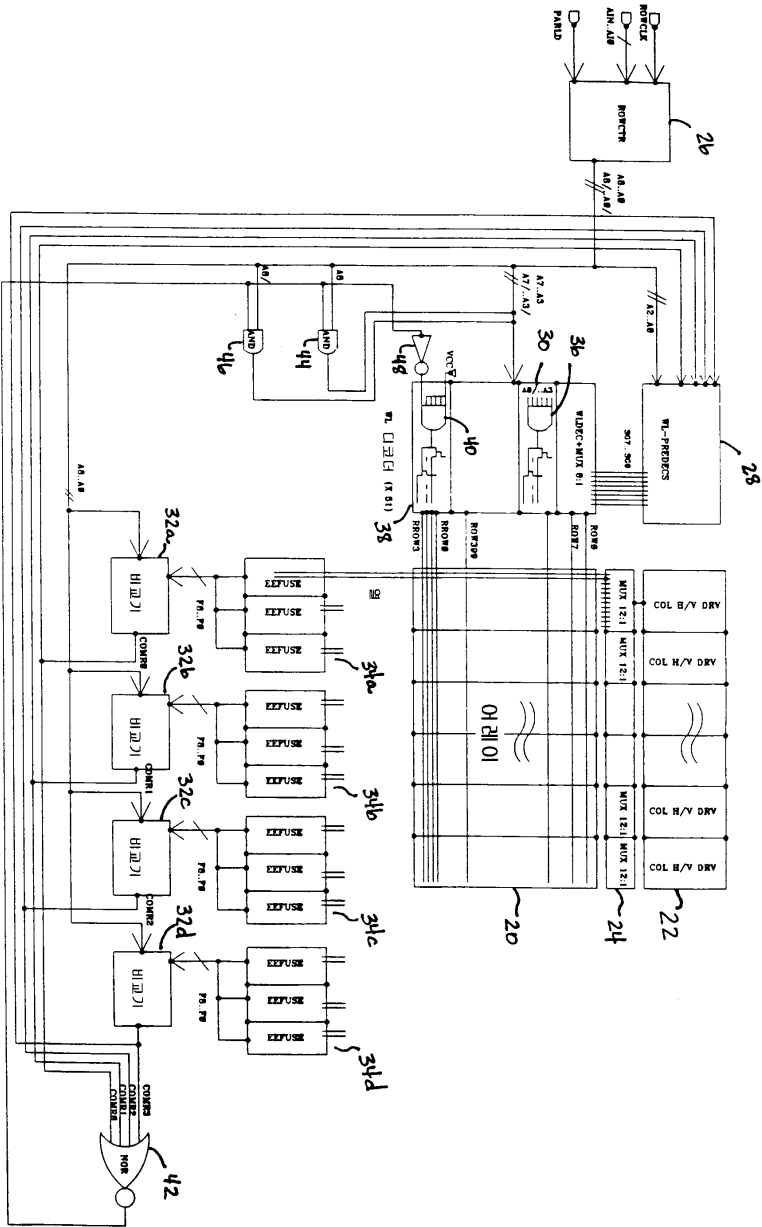 PARLD
AIN..AI0
ROWCLK
ROWCTR
26
A8..A0
A8/..A0/
A2..A0
A7..A3
A7/..A3/
A8
A8/
AND
44
AND
46
48
VCC
30
36
40
WLDEC+MUX 8:1
WL 디코더 (X 51)
38
SG7..SG0
WL-PREDECS
28
ROW0
ROW7
ROW399
RROW0
RROW3
COL H/V DRV
COL H/V DRV
COL H/V DRV
COL H/V DRV
22
MUX 12:1
MUX 12:1
MUX 12:1
MUX 12:1
24
어레이
20
A8..A0
32a
비교기
COMR0
32b
비교기
COMR1
32c
비교기
COMR2
32d
비교기
F8..F0
F8..F0
F8..F0
F8..F0
EEFUSE
EEFUSE
EEFUSE
34a
EEFUSE
EEFUSE
EEFUSE
34b
EEFUSE
EEFUSE
EEFUSE
34c
EEFUSE
EEFUSE
EEFUSE
34d
COMR3
COMR2
COMR1
COMR0
NOR
42